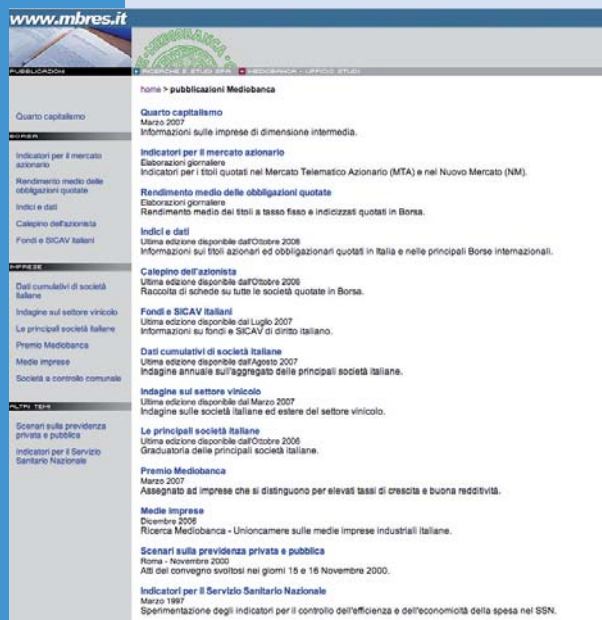 www.mbres.it
PUBBLICAZIONI
RICERCHE E STUDI SPA MEDIOBANCA - UFFICIO STUDI
Quarto capitalismo
BORSA
Indicatori per il mercato
azionario
Rendimento medio delle
obbligazioni quotate
Indici e dati
Calepino dell'azionista
Fondi e SICAV italiani
IMPRESE
Dati cumulativi di società
italiane
Indagine sul settore vinicolo
Le principali società italiane
Premio Mediobanca
Medie imprese
Società a controllo comunale
ALTRI TEMI
Scenari sulla previdenza
privata e pubblica
Indicatori per il Servizio
Sanitario Nazionale
home > pubblicazioni Mediobanca
Quarto capitalismo
Marzo 2007
Informazioni sulle imprese di dimensione intermedia.
Indicatori per il mercato azionario
Elaborazioni giornaliere
Indicatori per i titoli quotati nel Mercato Telematico Azionario (MTA) e nel Nuovo Mercato (NM).
Rendimento medio delle obbligazioni quotate
Elaborazioni giornaliere
Rendimento medio dei titoli a tasso fisso e indicizzati quotati in Borsa.
Indici e dati
Ultima edizione disponibile dall'Ottobre 2006
Informazioni sui titoli azionari ed obbligazionari quotati in Italia e nelle principali Borse internazionali.
Calepino dell'azionista
Ultima edizione disponibile dall'Ottobre 2006
Raccolta di schede su tutte le società quotate in Borsa.
Fondi e SICAV italiani
Ultima edizione disponibile dal Luglio 2007
Informazioni su fondi e SICAV di diritto italiano.
Dati cumulativi di società italiane
Ultima edizione disponibile dall'Agosto 2007
Indagine annuale sull'aggregato delle principali società italiane.
Indagine sul settore vinicolo
Ultima edizione disponibile dal Marzo 2007
Indagine sulle società italiane ed estere del settore vinicolo.
Le principali società italiane
Ultima edizione disponibile dall'Ottobre 2006
Graduatoria delle principali società italiane.
Premio Mediobanca
Marzo 2007
Assegnato ad imprese che si distinguono per elevati tassi di crescita e buona redditività.
Medie imprese
Dicembre 2006
Ricerca Mediobanca - Unioncamere sulle medie imprese industriali italiane.
Scenari sulla previdenza privata e pubblica
Roma - Novembre 2000
Atti del convegno svoltosi nei giorni 15 e 16 Novembre 2000.
Indicatori per il Servizio Sanitario Nazionale
Marzo 1997
Sperimentazione degli indicatori per il controllo dell'efficienza e dell'economicità della spesa nel SSN.